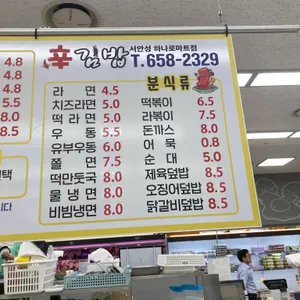 辛김밥
서안성 하나로마트점
T.658-2329
분식류
4.8
4.8
5.5
5.0
8.0
8.5
라면 4.5
치즈라면 5.0
떡라면 5.0
우동 5.5
유부우동 6.0
쫄면 7.5
떡만둣국 8.0
물냉면 8.0
비빔냉면 8.0
떡볶이 6.5
라볶이 7.5
돈까스 8.0
어묵 0.8
순대 5.0
제육덮밥 8.5
오징어덮밥 8.5
닭갈비덮밥 8.5